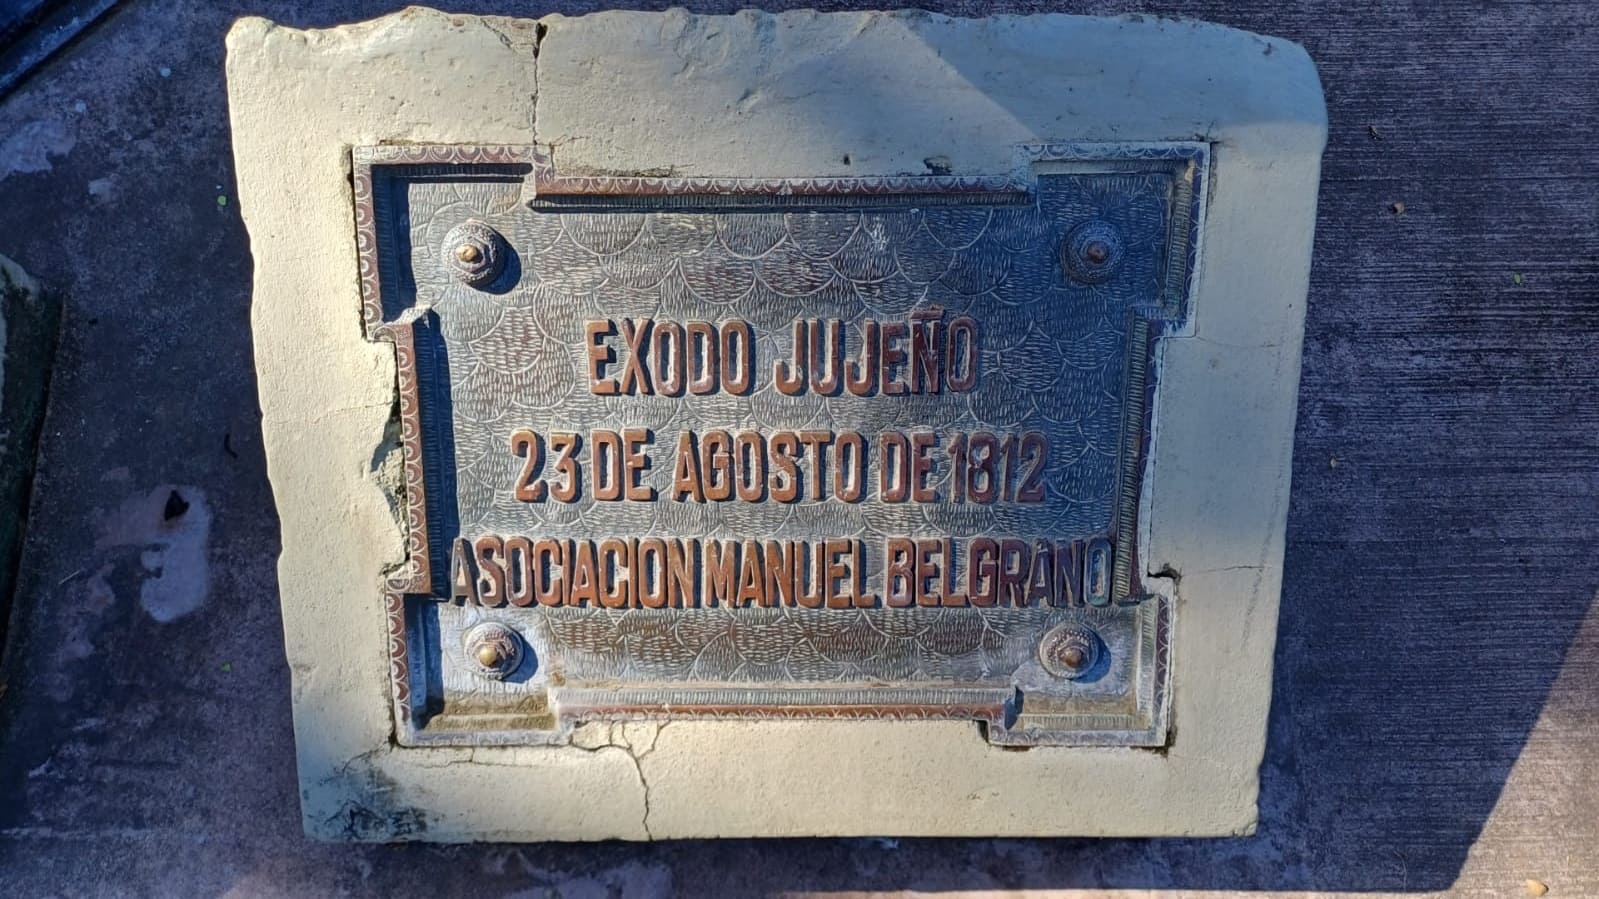 EXODO JUJEÑO
23 DE AGOSTO DE 1812
ASOCIACION MANUEL BELGRANO